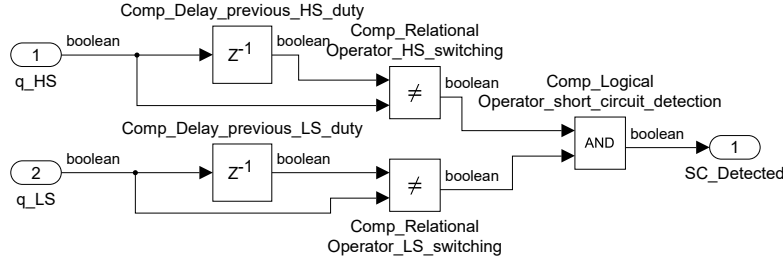 Comp_Delay_previous_HS_duty
boolean
1
q_HS
Z-1
boolean
Comp_Relational
Operator_HS_switching
≠
boolean
Comp_Logical
Operator_short_circuit_detection
AND
boolean
1
SC_Detected
Comp_Delay_previous_LS_duty
boolean
2
q_LS
Z-1
boolean
≠
boolean
Comp_Relational
Operator_LS_switching